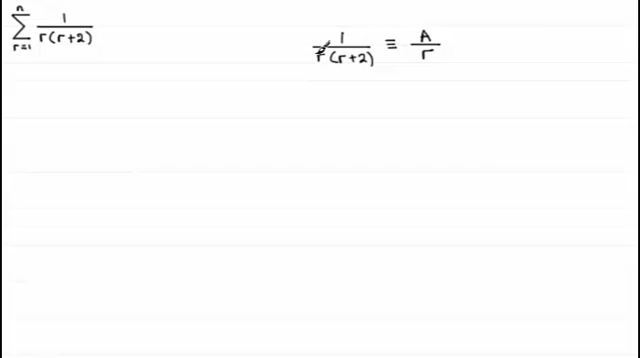 n
∑ 1/(r(r+2))
r=1
1/(r(r+2)) ≡ A/r